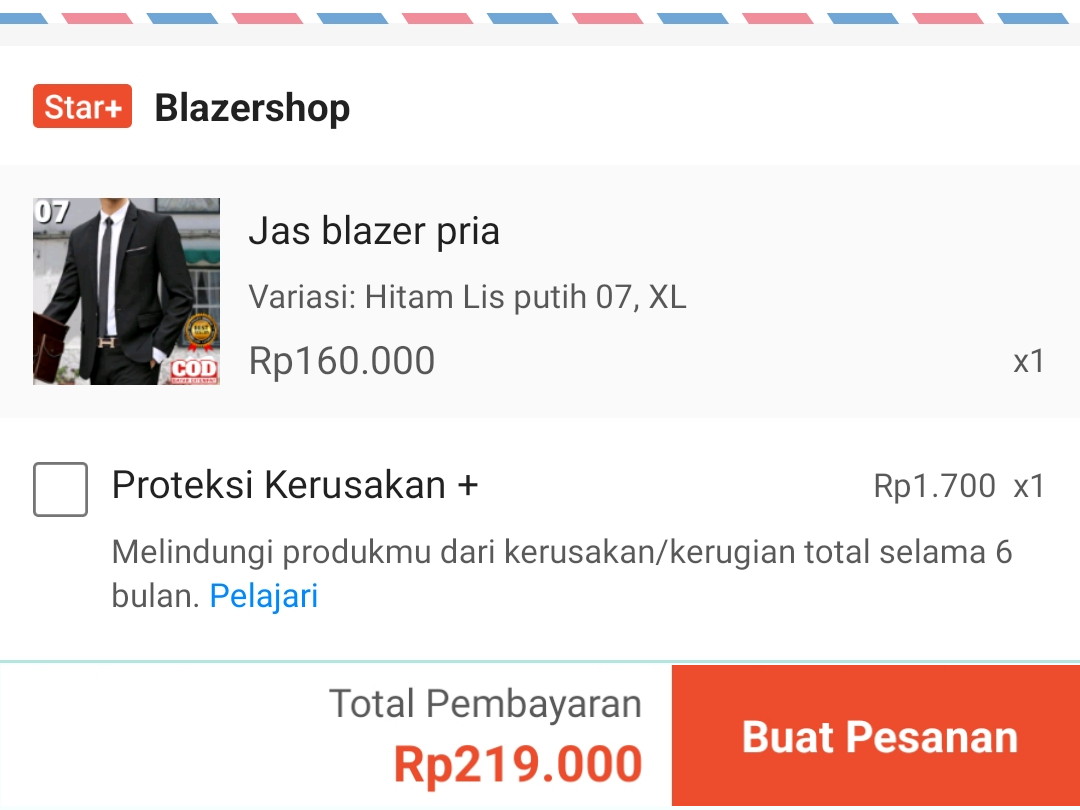 Star+ Blazershop
07
Jas blazer pria
Variasi: Hitam Lis putih 07, XL
Rp160.000 x1
COD
Proteksi Kerusakan + Rp1.700 x1
Melindungi produkmu dari kerusakan/kerugian total selama 6
bulan. Pelajari
Total Pembayaran
Rp219.000
Buat Pesanan